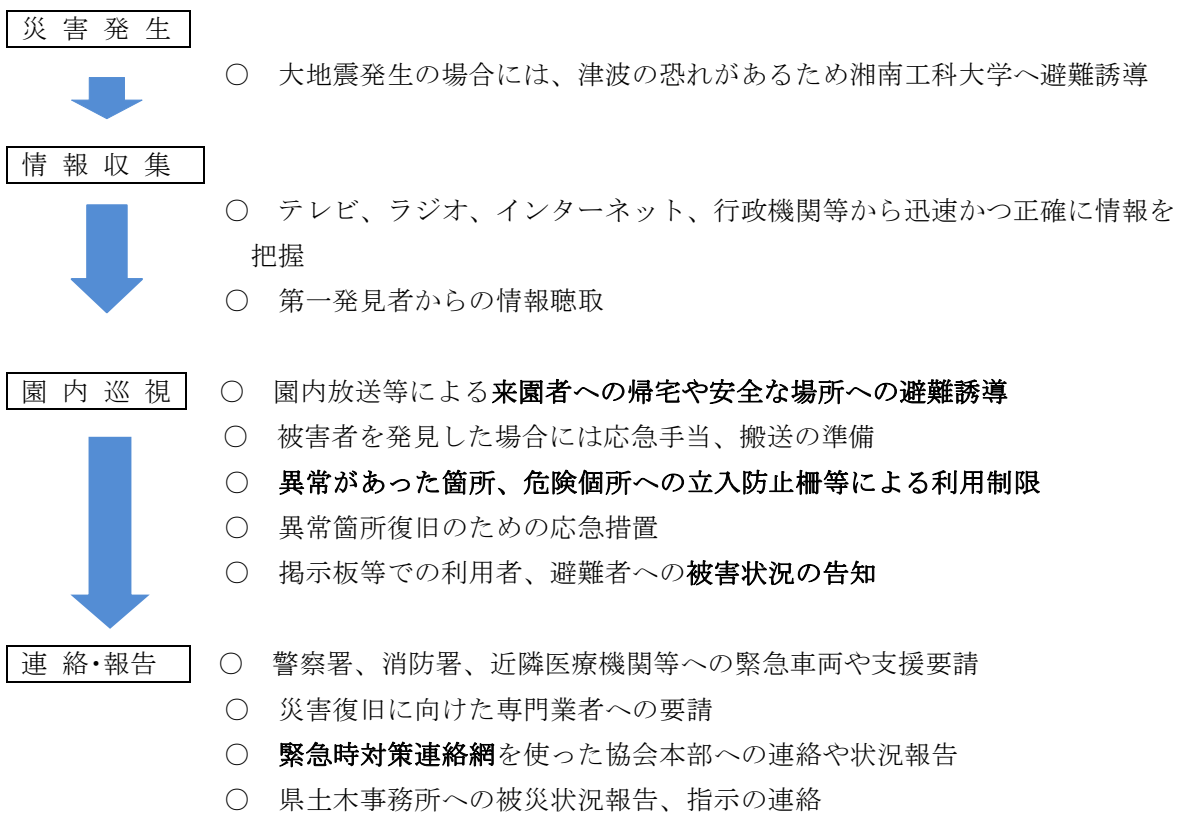 災 害 発 生
○ 大地震発生の場合には、津波の恐れがあるため湘南工科大学へ避難誘導
情 報 収 集
○ テレビ、ラジオ、インターネット、行政機関等から迅速かつ正確に情報を
把握
○ 第一発見者からの情報聴取
園 内 巡 視
○ 園内放送等による来園者への帰宅や安全な場所への避難誘導
○ 被害者を発見した場合には応急手当、搬送の準備
○ 異常があった箇所、危険個所への立入防止柵等による利用制限
○ 異常箇所復旧のための応急措置
○ 掲示板等での利用者、避難者への被害状況の告知
連 絡・報告
○ 警察署、消防署、近隣医療機関等への緊急車両や支援要請
○ 災害復旧に向けた専門業者への要請
○ 緊急時対策連絡網を使った協会本部への連絡や状況報告
○ 県土木事務所への被災状況報告、指示の連絡